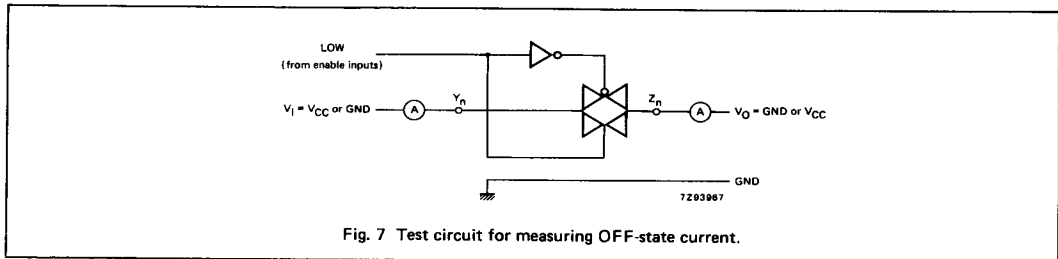 LOW
(from enable inputs)
V_I = V_CC or GND
A
Y_n
Z_n
A
V_O = GND or V_CC
GND
7Z93967
Fig. 7 Test circuit for measuring OFF-state current.